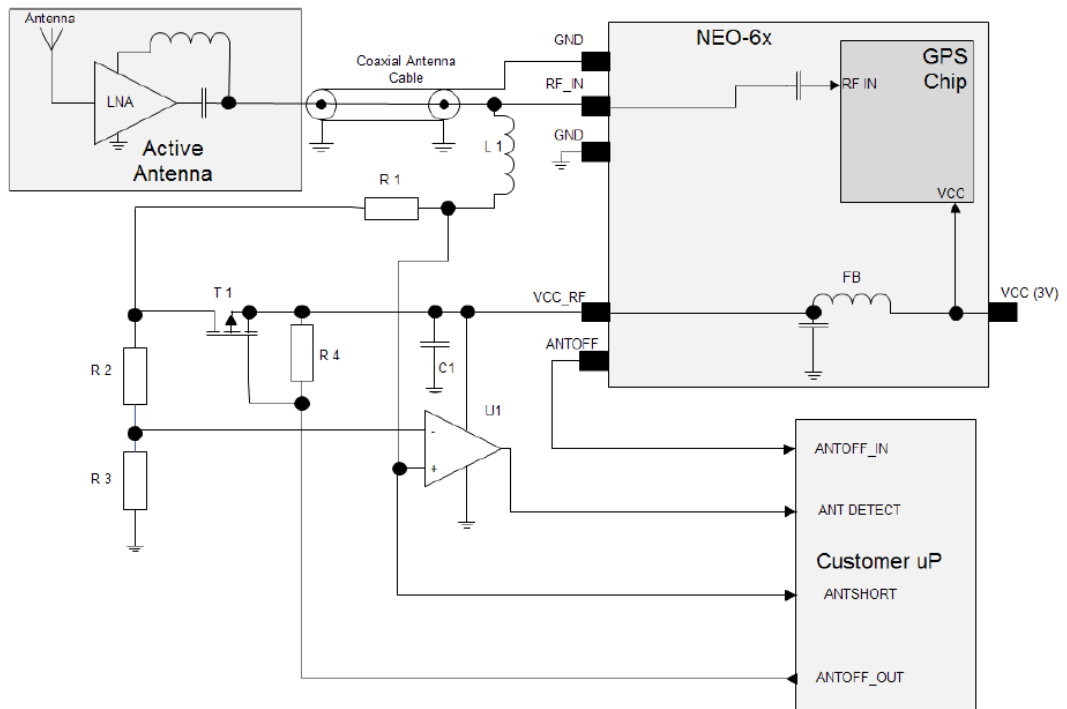 Antenna
LNA
Active
Antenna
Coaxial Antenna
Cable
GND
RF_IN
GND
NEO-6x
GPS
Chip
RF IN
VCC
L 1
R 1
T 1
VCC_RF
FB
VCC (3V)
ANTOFF
R 2
R 4
C1
U1
-
+
R 3
ANTOFF_IN
ANT DETECT
Customer uP
ANTSHORT
ANTOFF_OUT